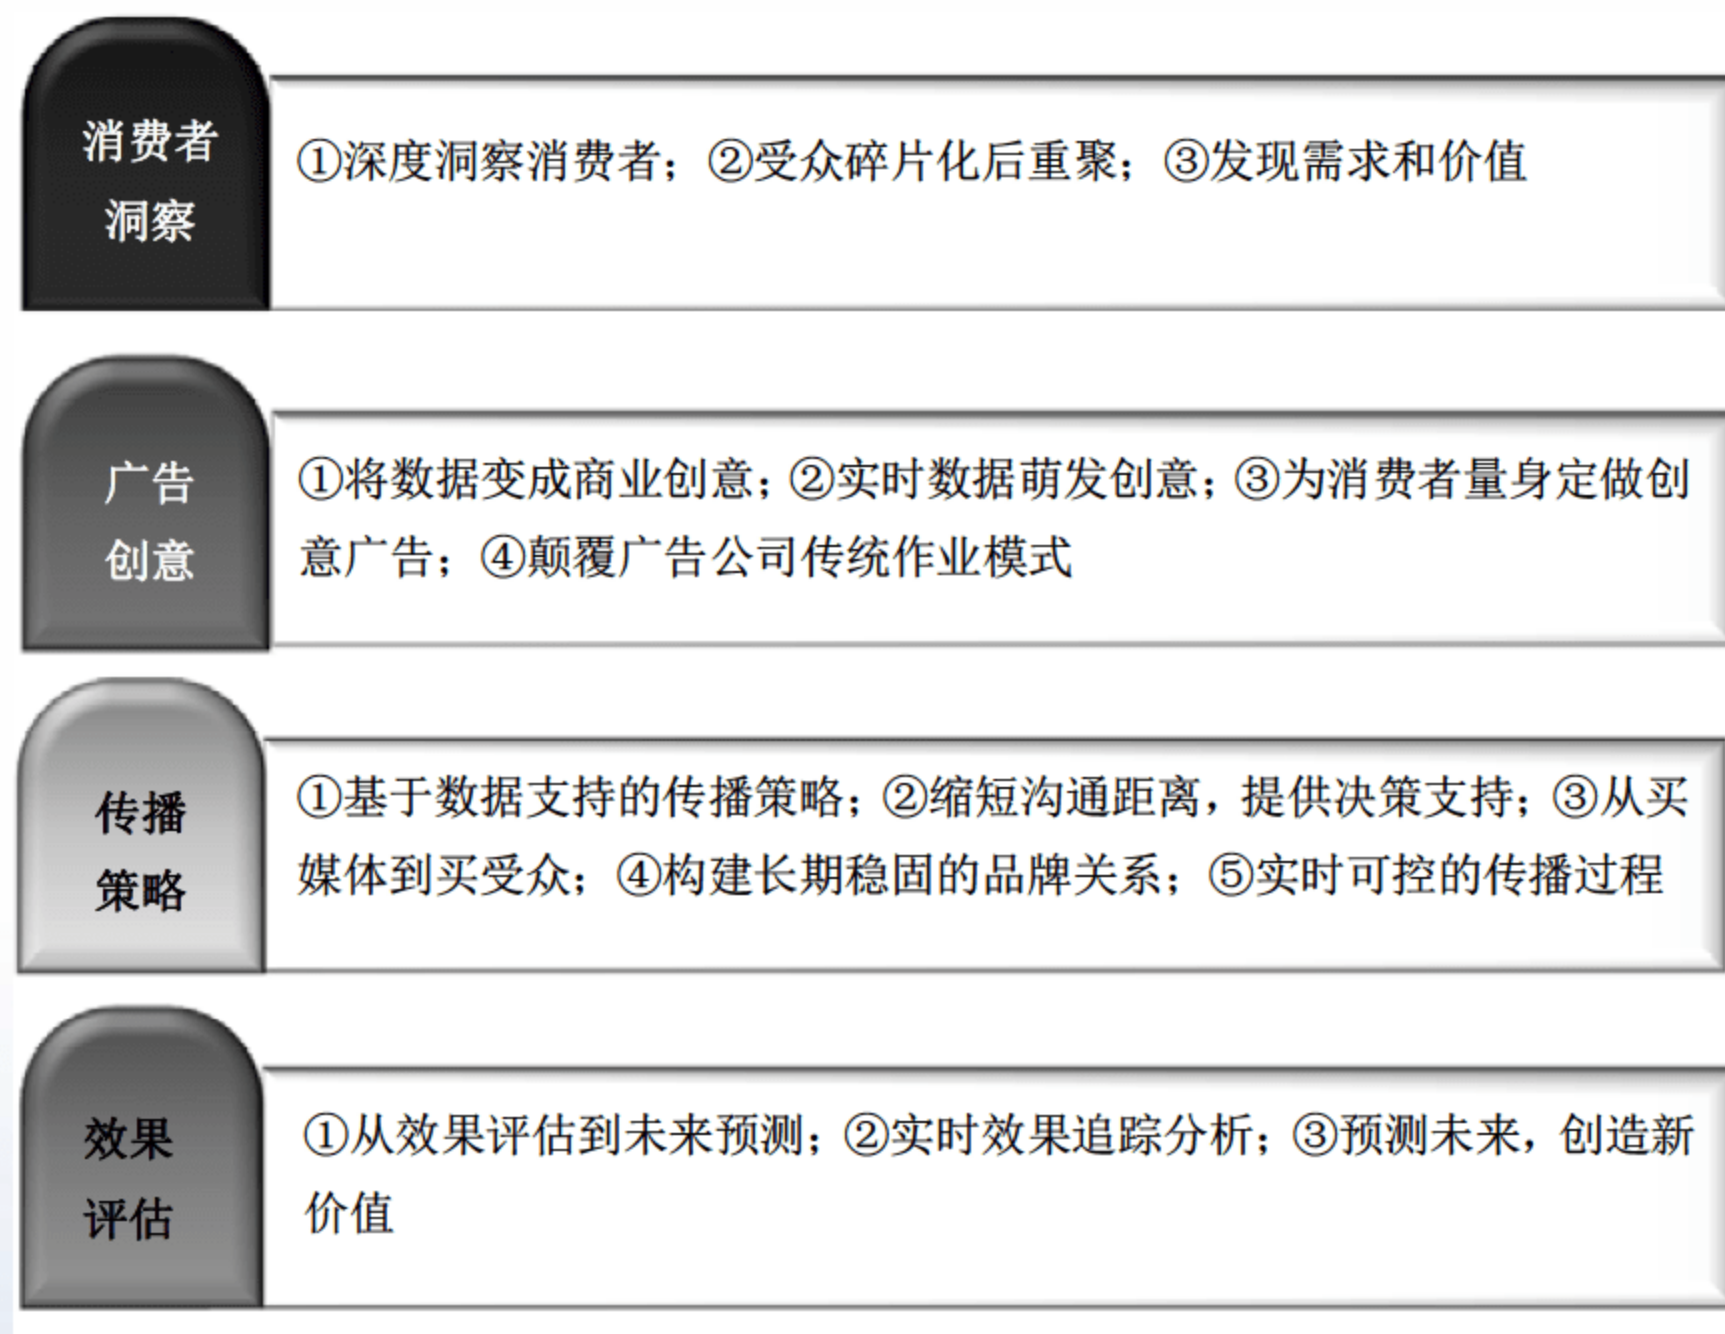 消费者
洞察
①深度洞察消费者；②受众碎片化后重聚；③发现需求和价值
广告
创意
①将数据变成商业创意；②实时数据萌发创意；③为消费者量身定做创
意广告；④颠覆广告公司传统作业模式
传播
策略
①基于数据支持的传播策略；②缩短沟通距离，提供决策支持；③从买
媒体到买受众；④构建长期稳固的品牌关系；⑤实时可控的传播过程
效果
评估
①从效果评估到未来预测；②实时效果追踪分析；③预测未来，创造新
价值